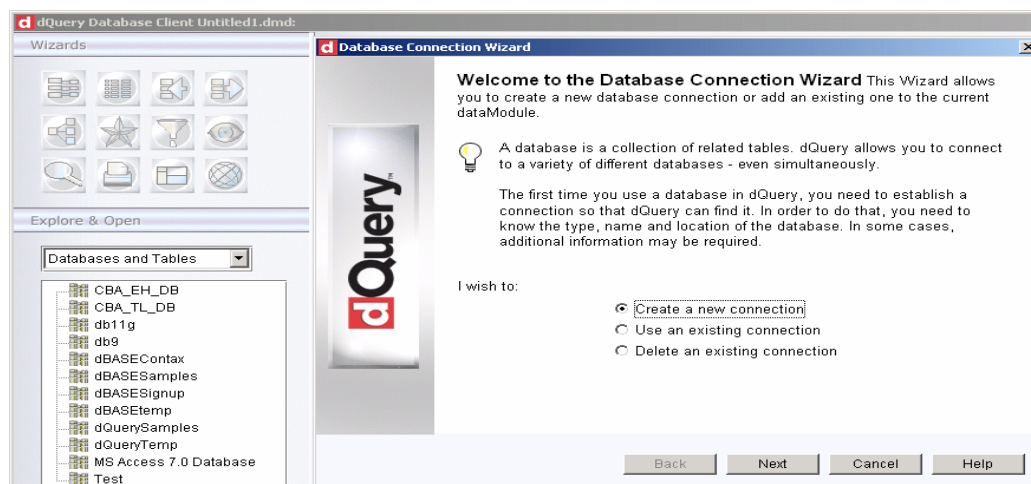 dQuery Database Client Untitled1.dmd:
Wizards
Explore & Open
Databases and Tables
CBA_EH_DB
CBA_TL_DB
db11g
db9
dBASEContax
dBASESamples
dBASESignup
dBASEtemp
dQuerySamples
dQueryTemp
MS Access 7.0 Database
Test
Database Connection Wizard
dQuery™
Welcome to the Database Connection Wizard This Wizard allows
you to create a new database connection or add an existing one to the current
dataModule.
A database is a collection of related tables. dQuery allows you to connect
to a variety of different databases - even simultaneously.
The first time you use a database in dQuery, you need to establish a
connection so that dQuery can find it. In order to do that, you need to
know the type, name and location of the database. In some cases,
additional information may be required.
I wish to:
Create a new connection
Use an existing connection
Delete an existing connection
Back
Next
Cancel
Help